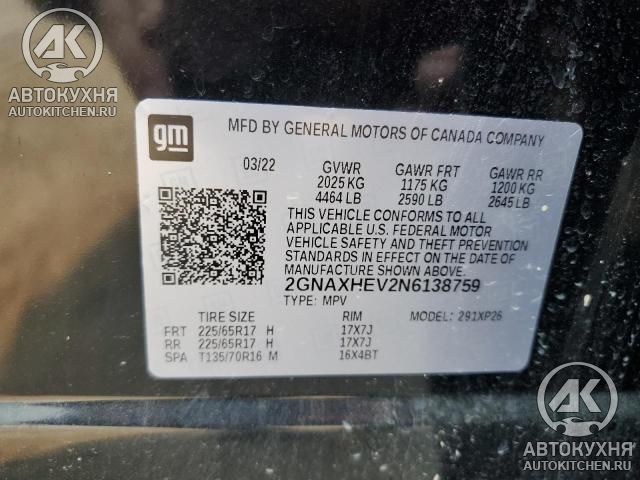 АВТОКУХНЯ
AUTOKITCHEN.RU
gm
MFD BY GENERAL MOTORS OF CANADA COMPANY
03/22 GVWR GAWR FRT GAWR RR
2025 KG 1175 KG 1200 KG
4464 LB 2590 LB 2645 LB
THIS VEHICLE CONFORMS TO ALL
APPLICABLE U.S. FEDERAL MOTOR
VEHICLE SAFETY AND THEFT PREVENTION
STANDARDS IN EFFECT ON THE DATE OF
MANUFACTURE SHOWN ABOVE.
2GNAXHEV2N6138759
TYPE: MPV MODEL: 291XP26
TIRE SIZE RIM
FRT 225/65R17 H 17X7J
RR 225/65R17 H 17X7J
SPA T135/70R16 M 16X4BT
АВТОКУХНЯ
AUTOKITCHEN.RU